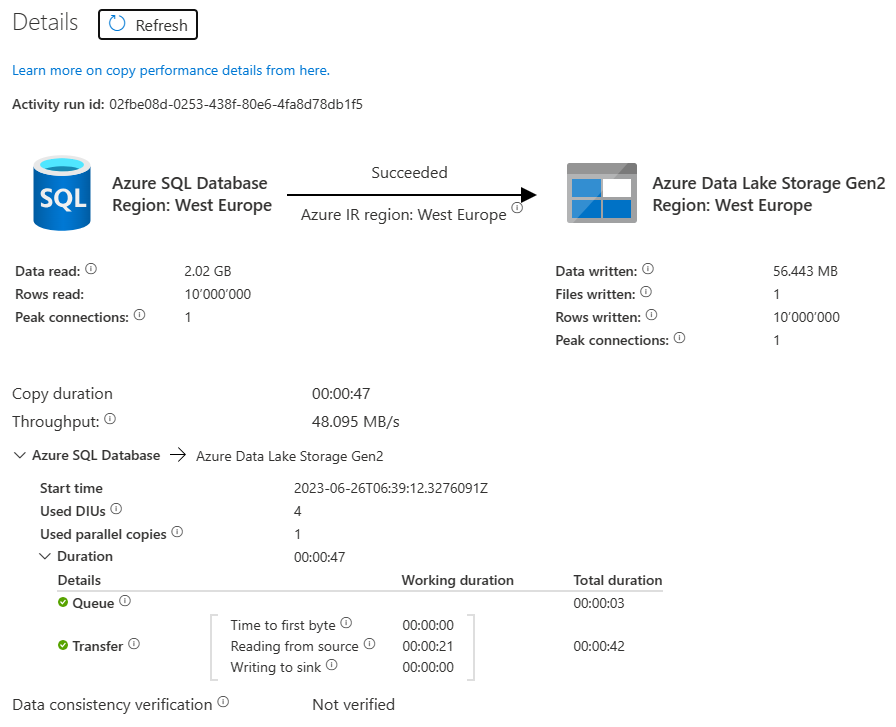 Details
Refresh
Learn more on copy performance details from here.
Activity run id: 02fbe08d-0253-438f-80e6-4fa8d78db1f5
SQL
Azure SQL Database
Region: West Europe
Succeeded
Azure IR region: West Europe
Azure Data Lake Storage Gen2
Region: West Europe
Data read: 2.02 GB
Rows read: 10’000’000
Peak connections: 1
Data written: 56.443 MB
Files written: 1
Rows written: 10’000’000
Peak connections: 1
Copy duration 00:00:47
Throughput: 48.095 MB/s
Azure SQL Database → Azure Data Lake Storage Gen2
Start time 2023-06-26T06:39:12.3276091Z
Used DIUs 4
Used parallel copies 1
Duration 00:00:47
Details Working duration Total duration
Queue 00:00:03
Time to first byte 00:00:00
Transfer Reading from source 00:00:21 00:00:42
Writing to sink 00:00:00
Data consistency verification Not verified